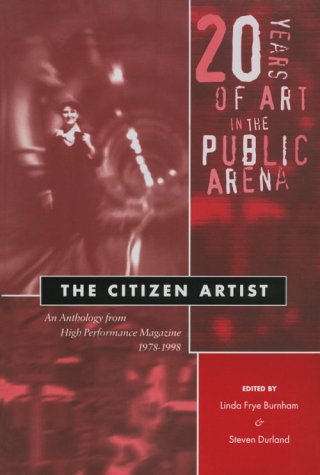 20 YEARS
OF ART
IN THE
PUBLIC
ARENA
THE CITIZEN ARTIST
An Anthology from
High Performance Magazine
1978-1998
EDITED BY
Linda Frye Burnham
&
Steven Durland